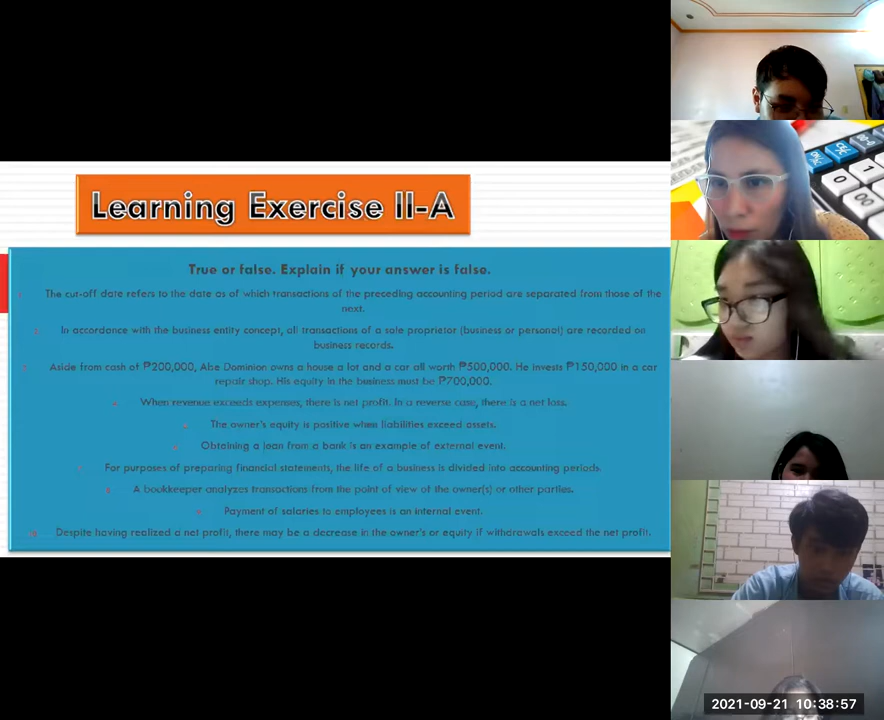 Learning Exercise II-A
True or false. Explain if your answer is false.
The cut-off date refers to the date as of which transactions of the preceding accounting period are separated from those of the
next.
In accordance with the business entity concept, all transactions of a sole proprietor (business or personal) are recorded on
business records.
Aside from cash of ₱200,000, Abe Dominion owns a house a lot and a car all worth ₱500,000. He invests ₱150,000 in a car
repair shop. His equity in the business must be ₱700,000.
When revenue exceeds expenses, there is net profit. In a reverse case, there is a net loss.
The owner's equity is positive when liabilities exceed assets.
Obtaining a loan from a bank is an example of external event.
For purposes of preparing financial statements, the life of a business is divided into accounting periods.
A bookkeeper analyzes transactions from the point of view of the owner(s) or other parties.
Payment of salaries to employees is an internal event.
Despite having realized a net profit, there may be a decrease in the owner's or equity if withdrawals exceed the net profit.
0
1
00
2021-09-21 10:38:57